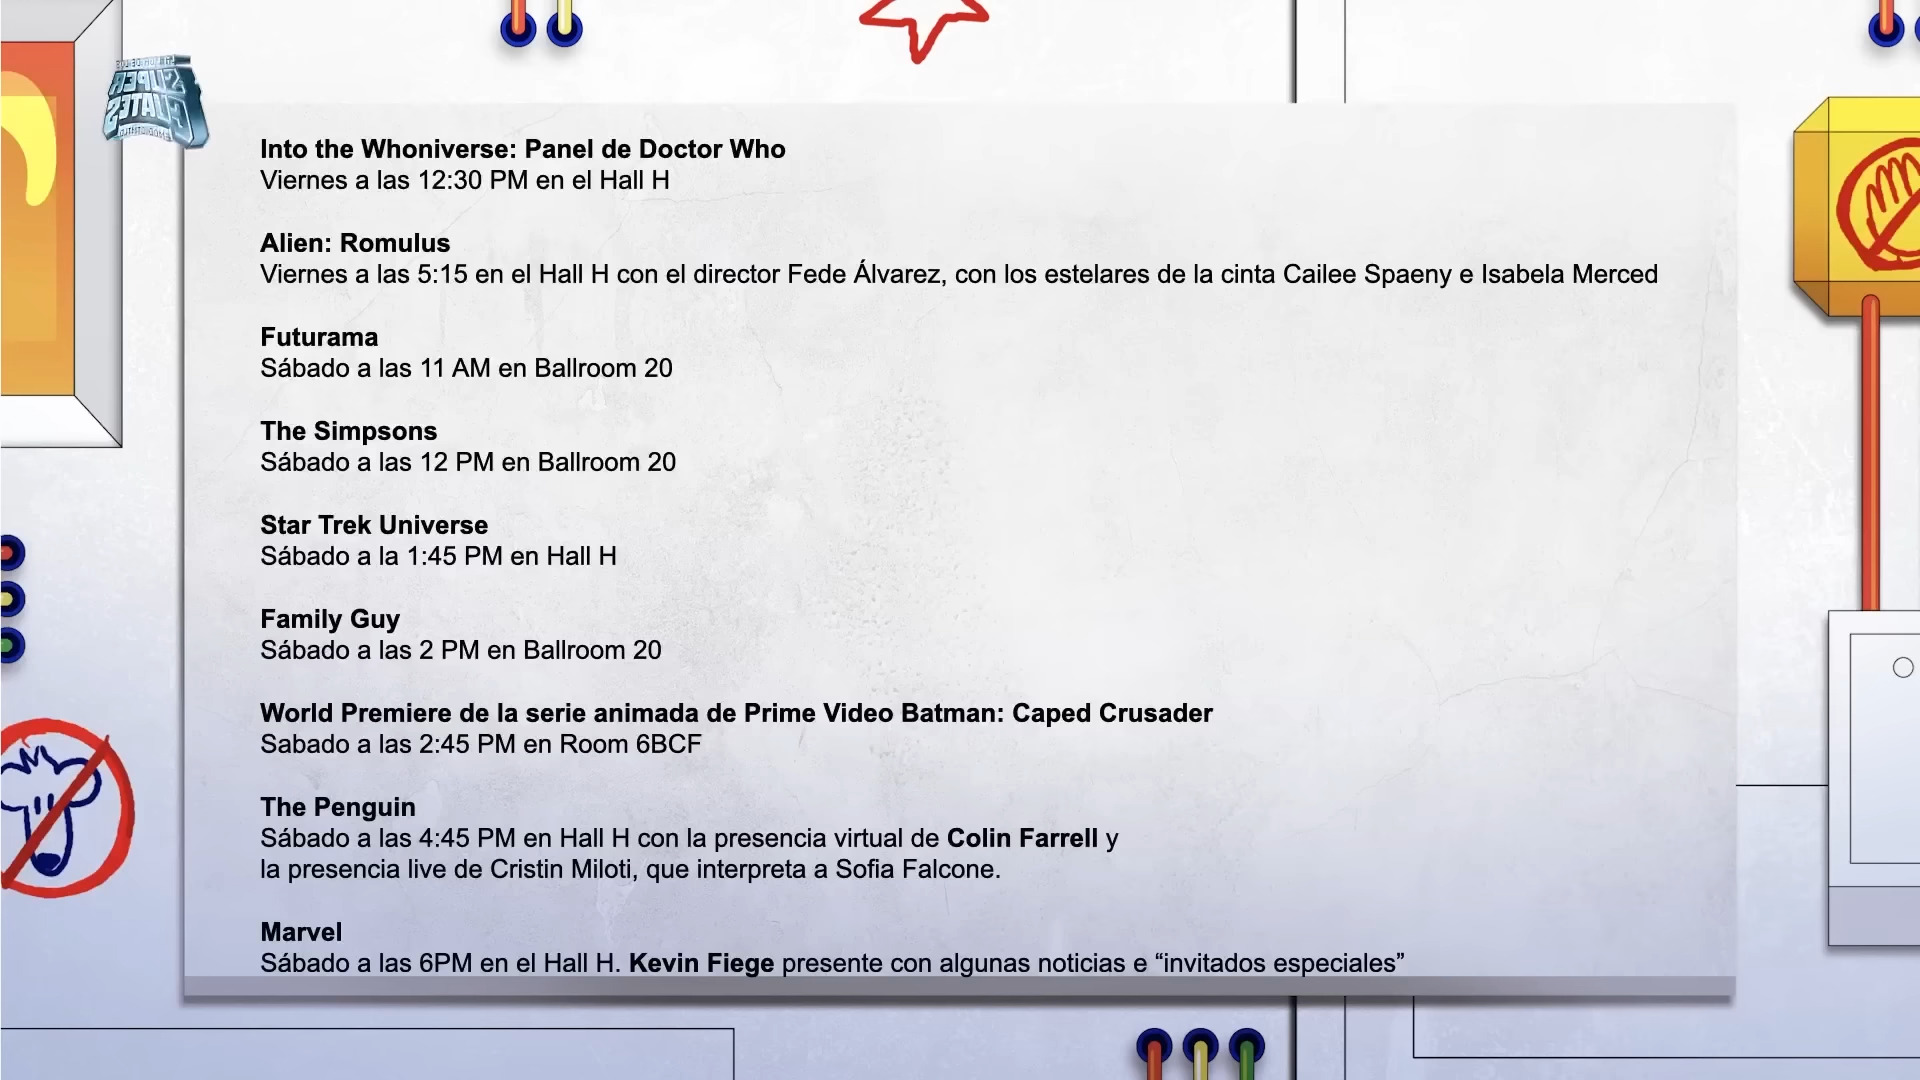 Into the Whoniverse: Panel de Doctor Who
Viernes a las 12:30 PM en el Hall H
Alien: Romulus
Viernes a las 5:15 en el Hall H con el director Fede Álvarez, con los estelares de la cinta Cailee Spaeny e Isabela Merced
Futurama
Sábado a las 11 AM en Ballroom 20
The Simpsons
Sábado a las 12 PM en Ballroom 20
Star Trek Universe
Sábado a la 1:45 PM en Hall H
Family Guy
Sábado a las 2 PM en Ballroom 20
World Premiere de la serie animada de Prime Video Batman: Caped Crusader
Sabado a las 2:45 PM en Room 6BCF
The Penguin
Sábado a las 4:45 PM en Hall H con la presencia virtual de Colin Farrell y
la presencia live de Cristin Miloti, que interpreta a Sofia Falcone.
Marvel
Sábado a las 6PM en el Hall H. Kevin Fiege presente con algunas noticias e “invitados especiales”